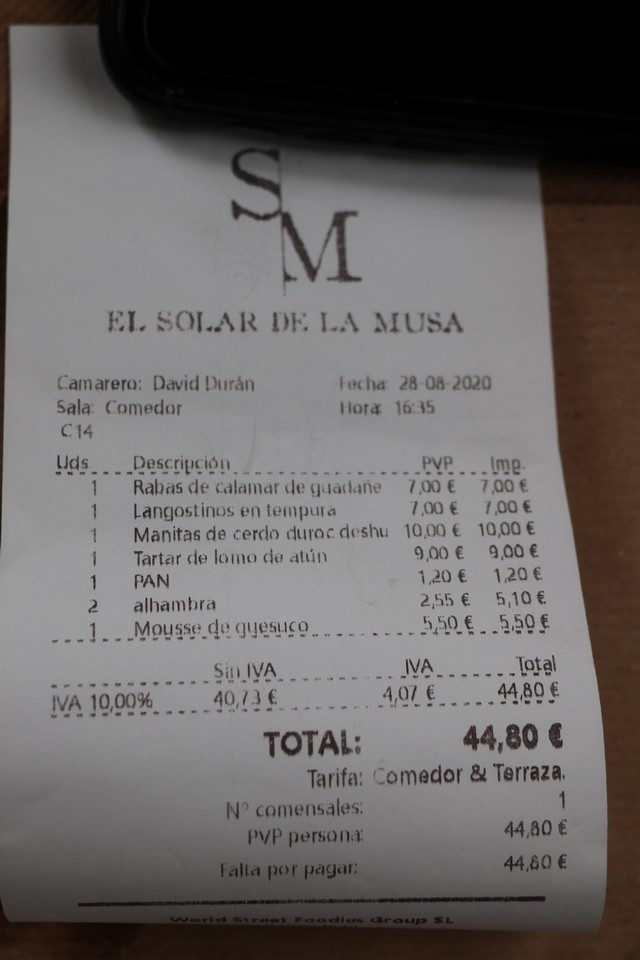 S
M
EL SOLAR DE LA MUSA
Camarero: David Durán Fecha: 28-08-2020
Sala: Comedor Hora: 16:35
C14
Uds. Descripción PVP Imp.
1 Rabas de calamar de guadañe 7,00 € 7,00 €
1 Langostinos en tempura 7,00 € 7,00 €
1 Manitas de cerdo duroc deshu 10,00 € 10,00 €
1 Tartar de lomo de atún 9,00 € 9,00 €
1 PAN 1,20 € 1,20 €
2 alhambra 2,55 € 5,10 €
1 Mousse de quesuco 5,50 € 5,50 €
Sin IVA IVA Total
IVA 10,00% 40,73 € 4,07 € 44,80 €
TOTAL: 44,80 €
Tarifa: Comedor & Terraza.
Nº comensales: 1
PVP persona: 44,80 €
Falta por pagar: 44,80 €
World Street Foodies Group SL